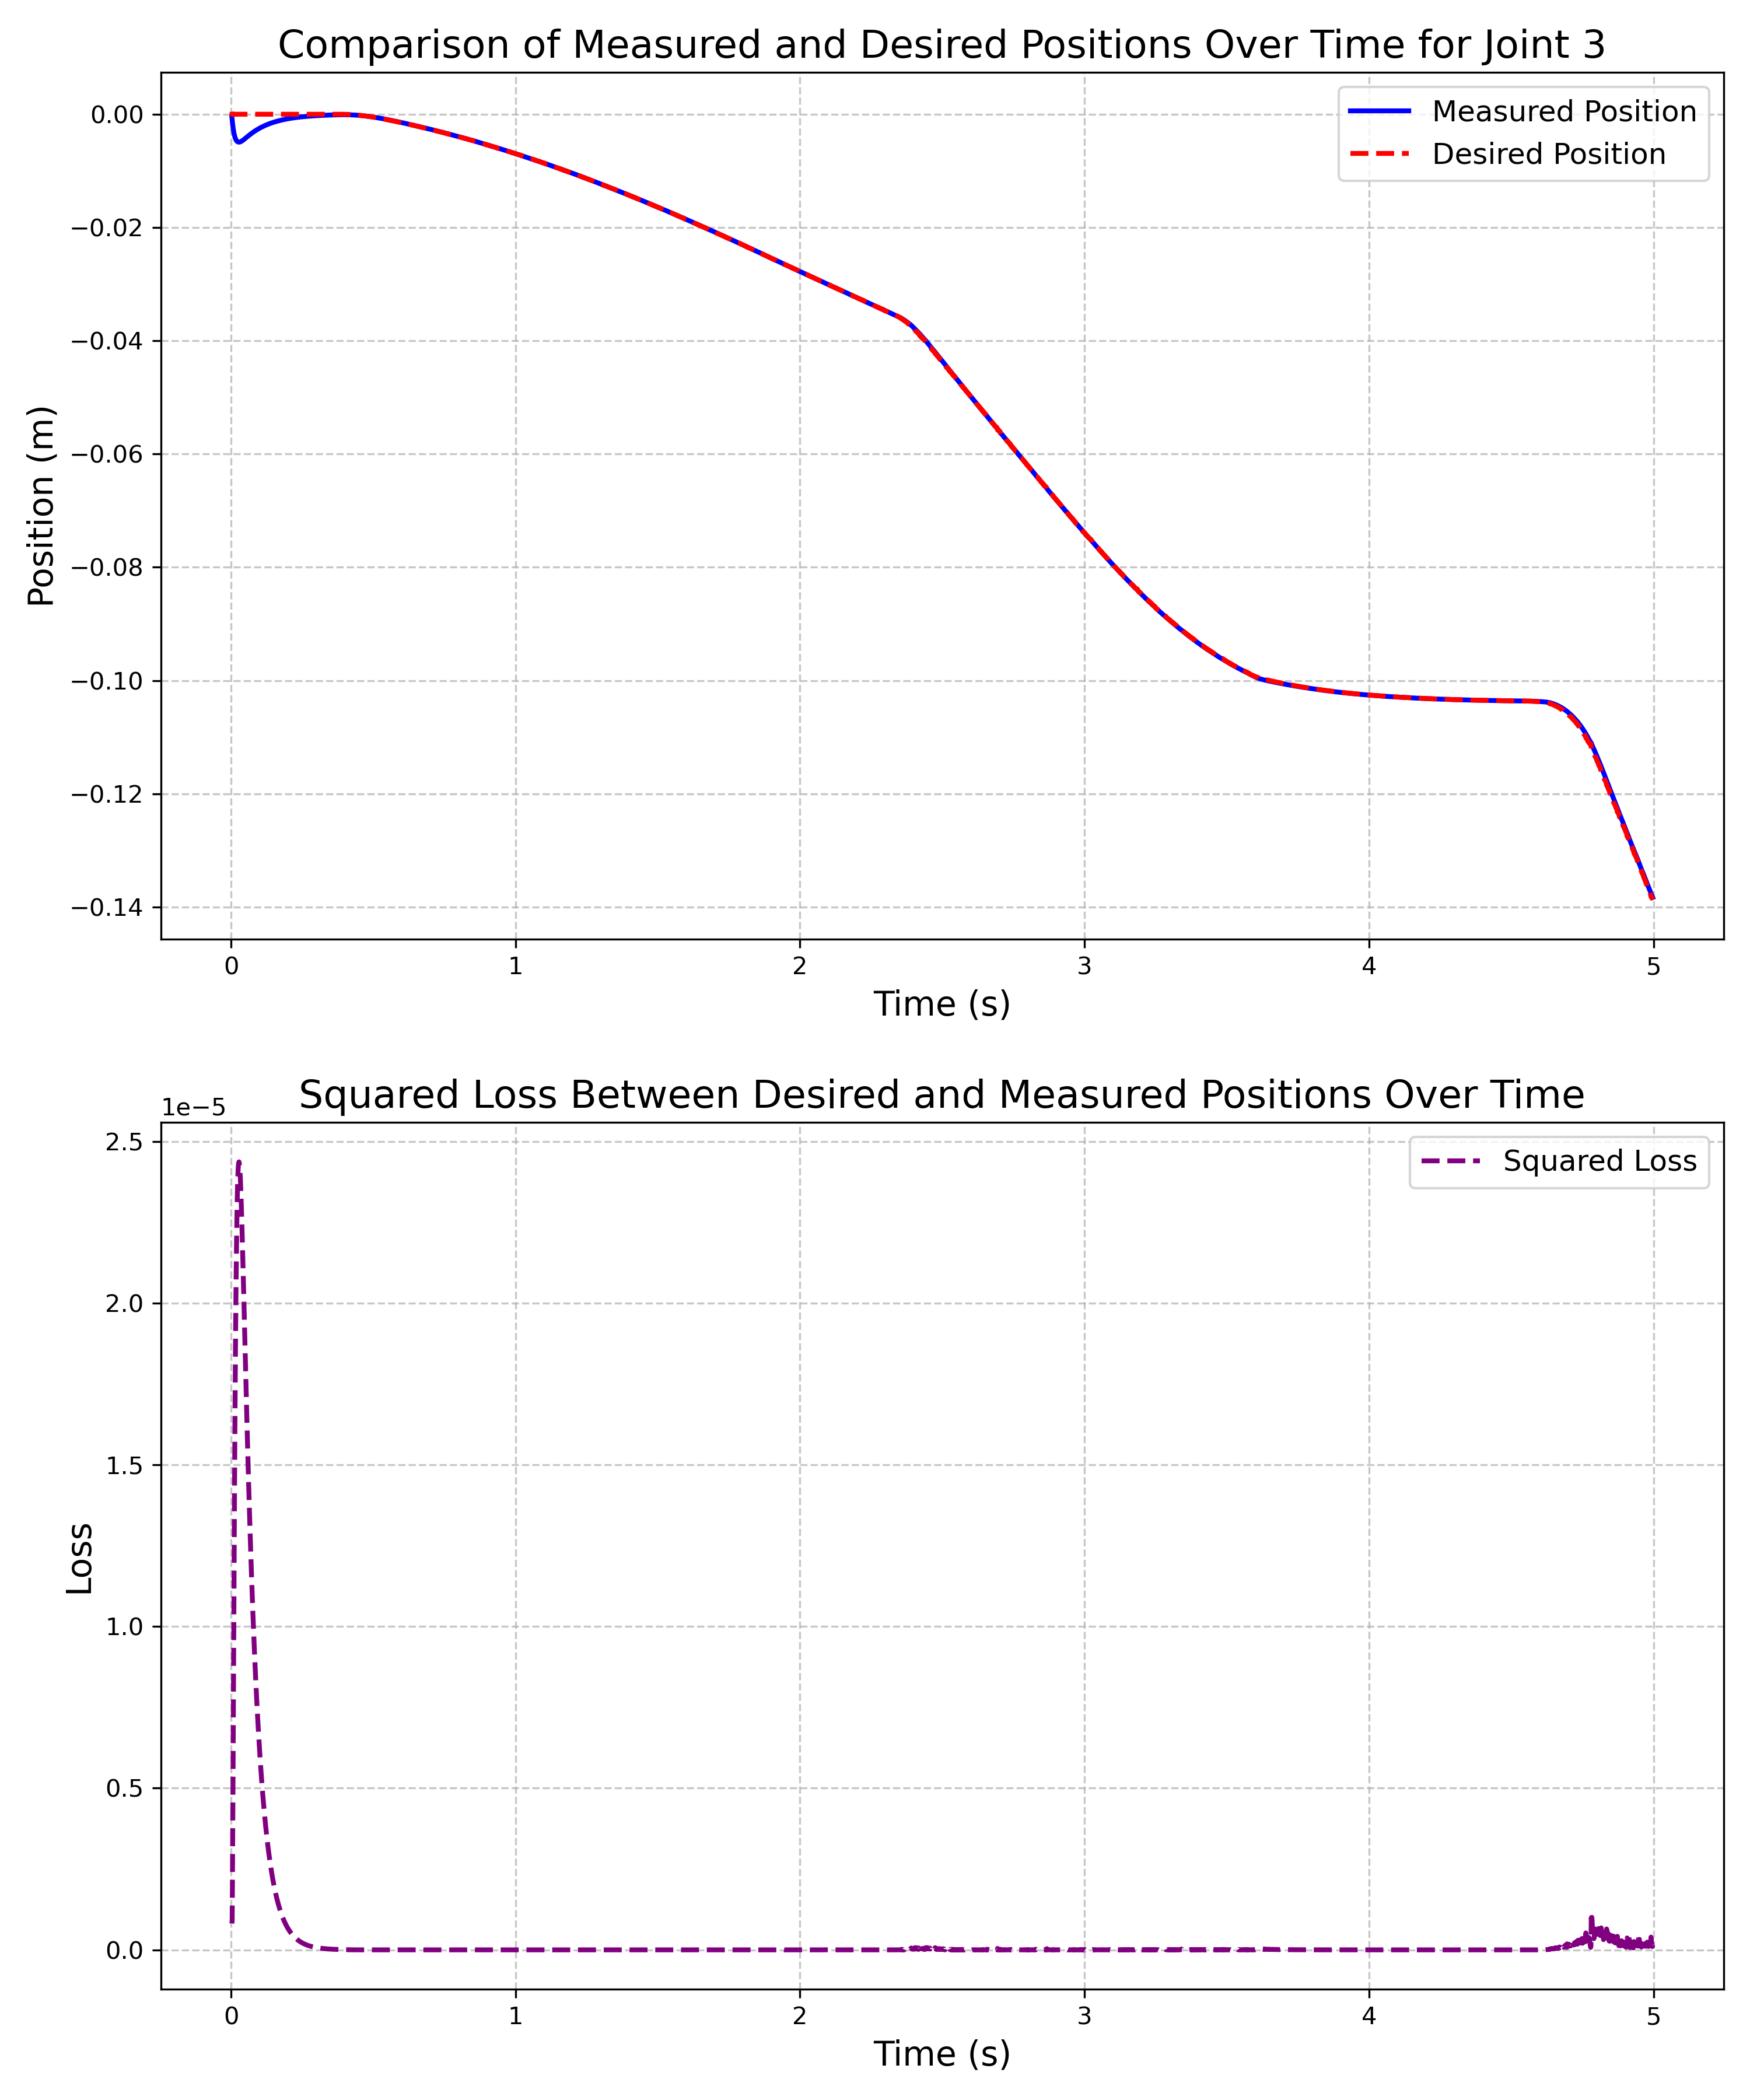 Comparison of Measured and Desired Positions Over Time for Joint 3
Measured Position
Desired Position
Position (m)
0.00
−0.02
−0.04
−0.06
−0.08
−0.10
−0.12
−0.14
0 1 2 3 4 5
Time (s)
Squared Loss Between Desired and Measured Positions Over Time
1e−5
Squared Loss
Loss
2.5
2.0
1.5
1.0
0.5
0.0
0 1 2 3 4 5
Time (s)